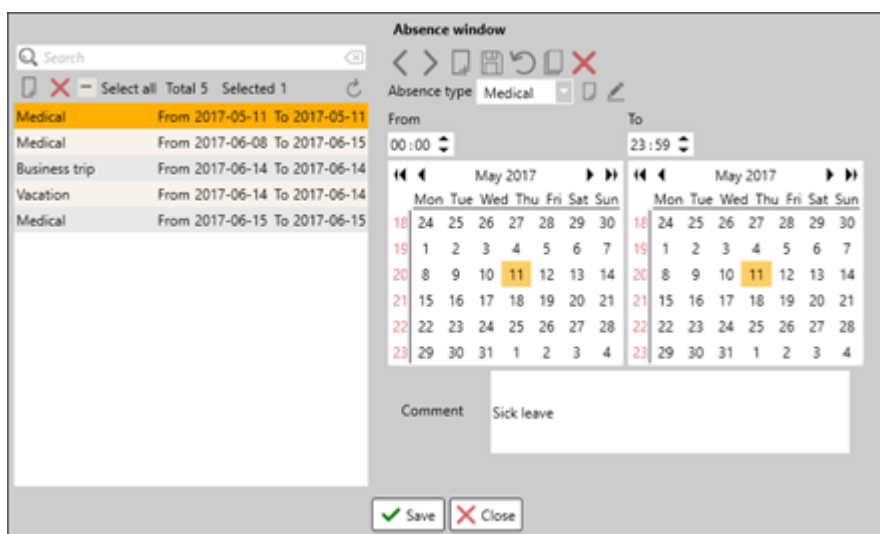 Absence window
Search
Select all Total 5 Selected 1
Medical From 2017-05-11 To 2017-05-11
Medical From 2017-06-08 To 2017-06-15
Business trip From 2017-06-14 To 2017-06-14
Vacation From 2017-06-14 To 2017-06-14
Medical From 2017-06-15 To 2017-06-15
Absence type Medical
From
00:00
May 2017
Mon Tue Wed Thu Fri Sat Sun
18 24 25 26 27 28 29 30
19 1 2 3 4 5 6 7
20 8 9 10 11 12 13 14
21 15 16 17 18 19 20 21
22 22 23 24 25 26 27 28
23 29 30 31 1 2 3 4
To
23:59
May 2017
Mon Tue Wed Thu Fri Sat Sun
18 24 25 26 27 28 29 30
19 1 2 3 4 5 6 7
20 8 9 10 11 12 13 14
21 15 16 17 18 19 20 21
22 22 23 24 25 26 27 28
23 29 30 31 1 2 3 4
Comment Sick leave
Save Close